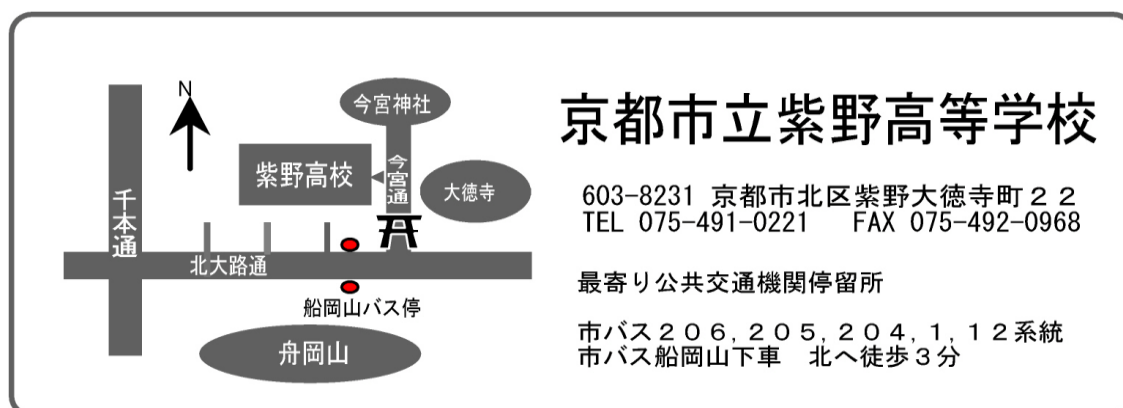 N
今宮神社
紫野高校
今宮通
大徳寺
千本通
北大路通
船岡山バス停
舟岡山
京都市立紫野高等学校
603-8231 京都市北区紫野大徳寺町２２
TEL 075-491-0221 FAX 075-492-0968
最寄り公共交通機関停留所
市バス２０６,２０５,２０４,１,１２系統
市バス船岡山下車　北へ徒歩３分